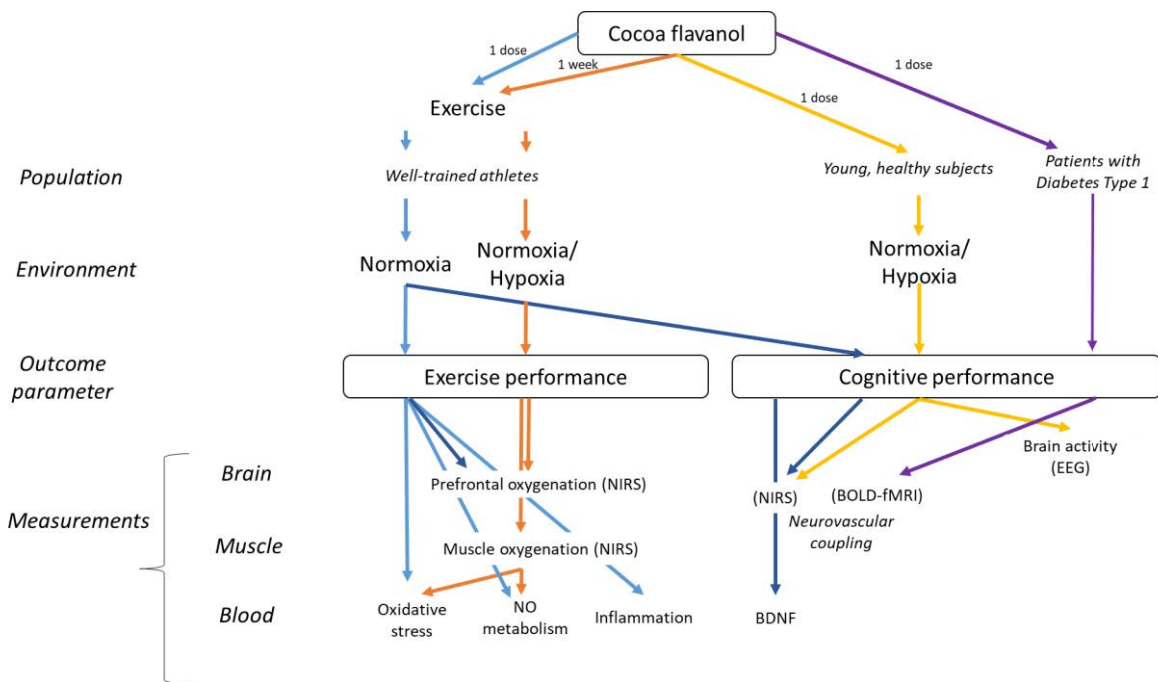 Cocoa flavanol
1 dose
1 week
1 dose
1 dose
Exercise
Population
Well-trained athletes
Young, healthy subjects
Patients with
Diabetes Type 1
Environment
Normoxia
Normoxia/
Hypoxia
Normoxia/
Hypoxia
Outcome
parameter
Exercise performance
Cognitive performance
Measurements
Brain
Prefrontal oxygenation (NIRS)
(NIRS)
(BOLD-fMRI)
Neurovascular
coupling
Brain activity
(EEG)
Muscle
Muscle oxygenation (NIRS)
Blood
Oxidative
stress
NO
metabolism
Inflammation
BDNF